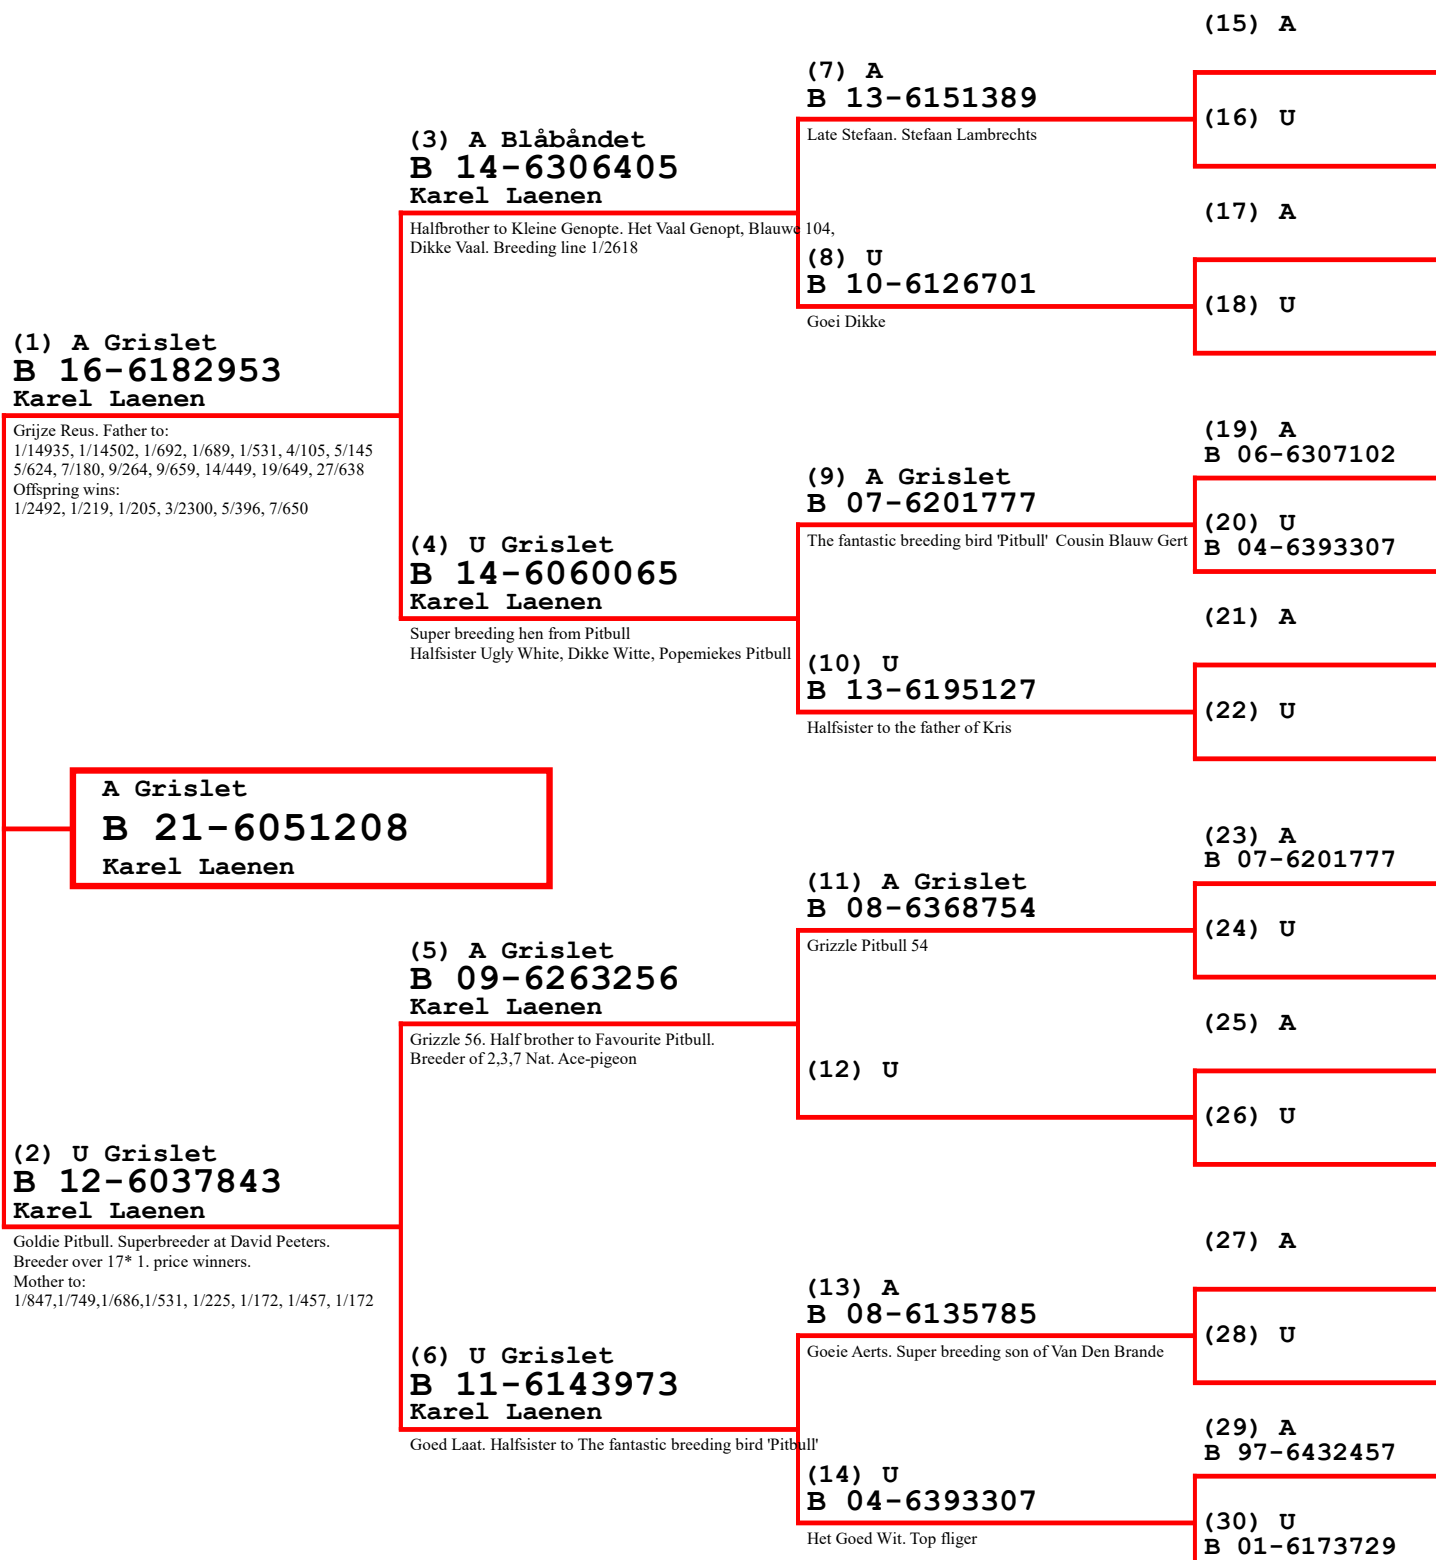 (15) A
(7) A
B 13-6151389
Late Stefaan. Stefaan Lambrechts
(16) U
(3) A Blåbåndet
B 14-6306405
Karel Laenen
Halfbrother to Kleine Genopte. Het Vaal Genopt, Blauwe 104,
Dikke Vaal. Breeding line 1/2618
(17) A
(8) U
B 10-6126701
Goei Dikke
(18) U
(1) A Grislet
B 16-6182953
Karel Laenen
Grijze Reus. Father to:
1/14935, 1/14502, 1/692, 1/689, 1/531, 4/105, 5/145
5/624, 7/180, 9/264, 9/659, 14/449, 19/649, 27/638
Offspring wins:
1/2492, 1/219, 1/205, 3/2300, 5/396, 7/650
(19) A
B 06-6307102
(9) A Grislet
B 07-6201777
The fantastic breeding bird 'Pitbull' Cousin Blauw Gert
(20) U
B 04-6393307
(4) U Grislet
B 14-6060065
Karel Laenen
Super breeding hen from Pitbull
Halfsister Ugly White, Dikke Witte, Popemiekes Pitbull
(21) A
(10) U
B 13-6195127
Halfsister to the father of Kris
(22) U
A Grislet
B 21-6051208
Karel Laenen
(23) A
B 07-6201777
(11) A Grislet
B 08-6368754
Grizzle Pitbull 54
(24) U
(5) A Grislet
B 09-6263256
Karel Laenen
Grizzle 56. Half brother to Favourite Pitbull.
Breeder of 2,3,7 Nat. Ace-pigeon
(25) A
(12) U
(26) U
(2) U Grislet
B 12-6037843
Karel Laenen
Goldie Pitbull. Superbreeder at David Peeters.
Breeder over 17* 1. price winners.
Mother to:
1/847,1/749,1/686,1/531, 1/225, 1/172, 1/457, 1/172
(27) A
(13) A
B 08-6135785
Goeie Aerts. Super breeding son of Van Den Brande
(28) U
(6) U Grislet
B 11-6143973
Karel Laenen
Goed Laat. Halfsister to The fantastic breeding bird 'Pitbull'
(29) A
B 97-6432457
(14) U
B 04-6393307
Het Goed Wit. Top fliger
(30) U
B 01-6173729